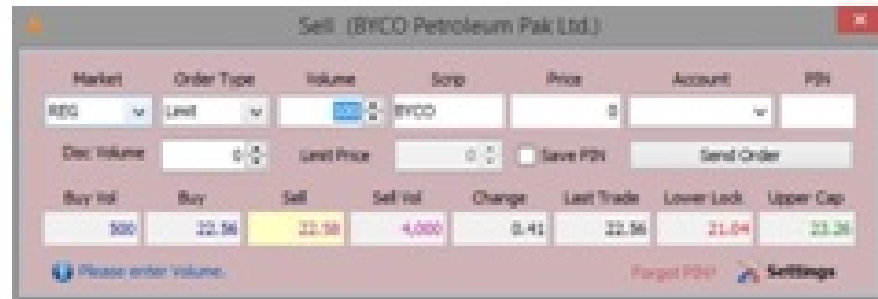 Sell (BYCO Petroleum Pak Ltd.)
Market Order Type Volume Scrip Price Account PIN
REG Limit 500 BYCO 0
Disc Volume 0 Limit Price 0 Save PIN Send Order
Buy Vol Buy Sell Sell Vol Change Last Trade Lower Lock Upper Cap
500 22.56 22.58 4,000 0.41 22.56 21.04 23.26
Please enter Volume. Forgot PIN? Settings